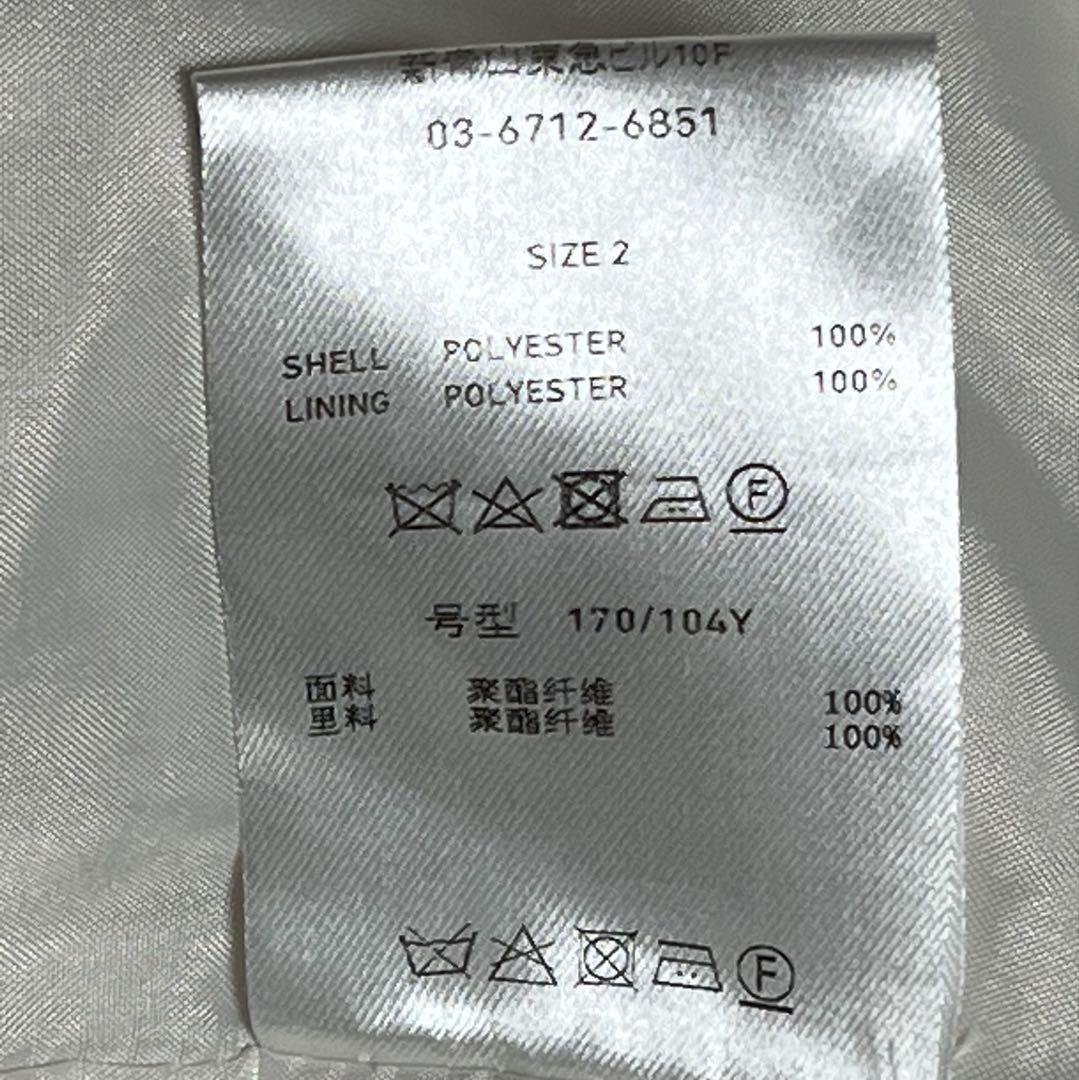 新青山東急ビル10F
03-6712-6851
SIZE 2
SHELL POLYESTER 100%
LINING POLYESTER 100%
F
号型 170/104Y
面料 聚酯纤维 100%
里料 聚酯纤维 100%
F